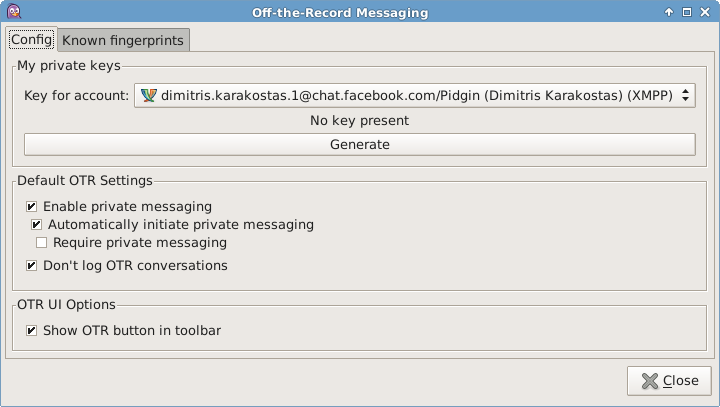 Off-the-Record Messaging
Config Known fingerprints
My private keys
Key for account: dimitris.karakostas.1@chat.facebook.com/Pidgin (Dimitris Karakostas) (XMPP)
No key present
Generate
Default OTR Settings
Enable private messaging
Automatically initiate private messaging
Require private messaging
Don't log OTR conversations
OTR UI Options
Show OTR button in toolbar
Close